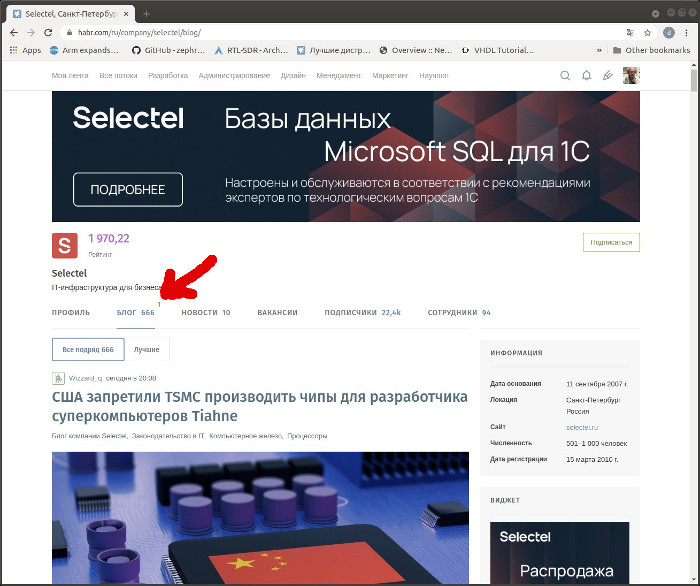 Selectel, Санкт-Петербург
habr.com/ru/company/selectel/blog/
Apps
Arm expands...
GitHub - zephr...
RTL-SDR - Arch...
Лучшие дистр...
Overview :: Ne...
VHDL Tutorial...
»
Other bookmarks
Моя лента Все потоки Разработка Администрирование Дизайн Менеджмент Маркетинг Научпоп
Selectel
Базы данных
Microsoft SQL для 1С
ПОДРОБНЕЕ
Настроены и обслуживаются в соответствии с рекомендациями
экспертов по технологическим вопросам 1С
S
1 970,22
Рейтинг
Подписаться
Selectel
IT-инфраструктура для бизнеса
1
ПРОФИЛЬ БЛОГ 666 НОВОСТИ 10 ВАКАНСИИ ПОДПИСЧИКИ 22,4k СОТРУДНИКИ 94
Все подряд 666 Лучшие
Wizzard_q сегодня в 20:08
США запретили TSMC производить чипы для разработчика
суперкомпьютеров Tiahne
Блог компании Selectel, Законодательство в IT, Компьютерное железо, Процессоры
ИНФОРМАЦИЯ
Дата основания 11 сентября 2007 г.
Локация Санкт-Петербург
Россия
Сайт selectel.ru
Численность 501–1 000 человек
Дата регистрации 15 марта 2010 г.
ВИДЖЕТ
Selectel
Распродажа